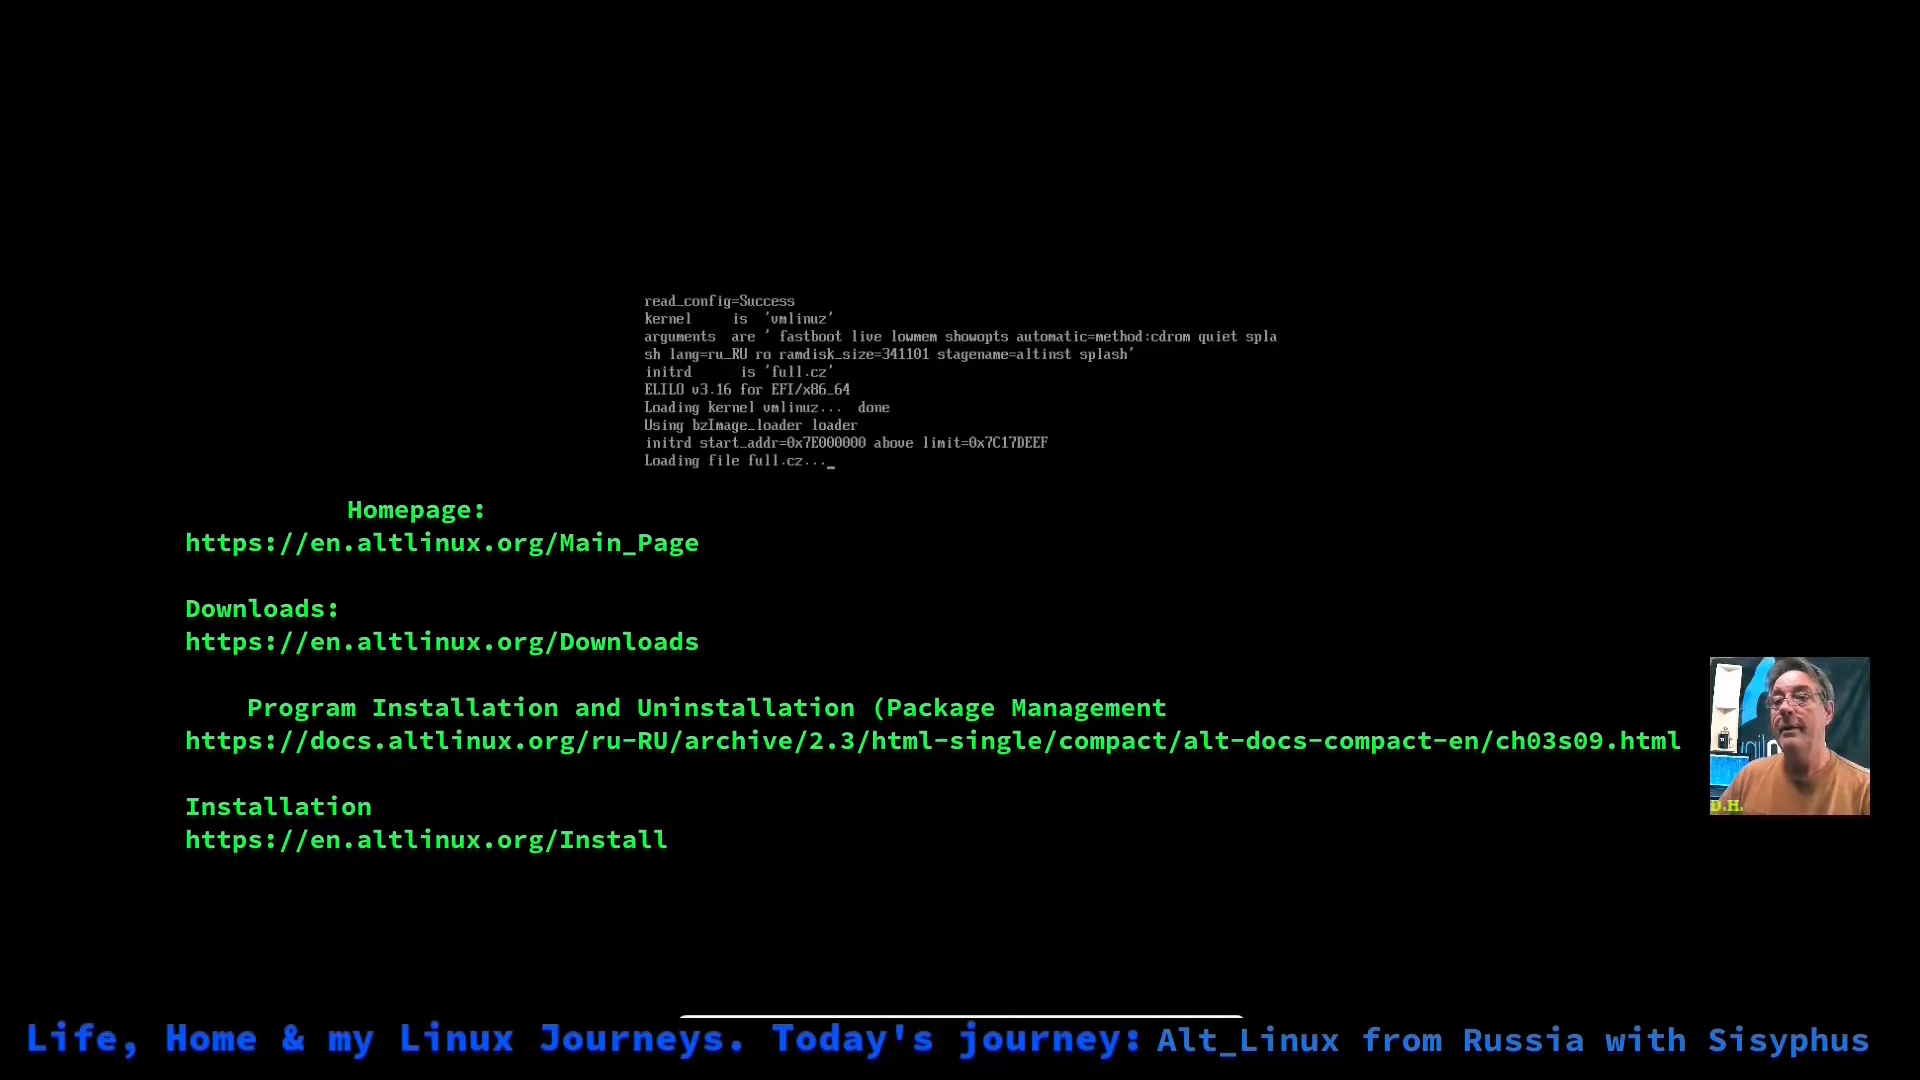 read_config=Success
kernel is 'vmlinuz'
arguments are ' fastboot live lowmem showopts automatic=method:cdrom quiet spla
sh lang=ru_RU ro ramdisk_size=341101 stagename=altinst splash'
initrd is 'full.cz'
ELILO v3.16 for EFI/x86_64
Loading kernel vmlinuz... done
Using bzImage_loader loader
initrd start_addr=0x7E000000 above limit=0x7C17DEEF
Loading file full.cz..._
Homepage:
https://en.altlinux.org/Main_Page
Downloads:
https://en.altlinux.org/Downloads
Program Installation and Uninstallation (Package Management
https://docs.altlinux.org/ru-RU/archive/2.3/html-single/compact/alt-docs-compact-en/ch03s09.html
Installation
https://en.altlinux.org/Install
D.H.
Life, Home & my Linux Journeys. Today's journey: Alt_Linux from Russia with Sisyphus